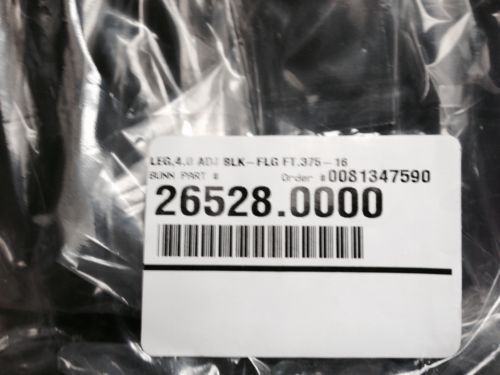 LEG,4.0 ADJ BLK-FLG FT.375-16
BUNN PART # Order #0081347590
26528.0000